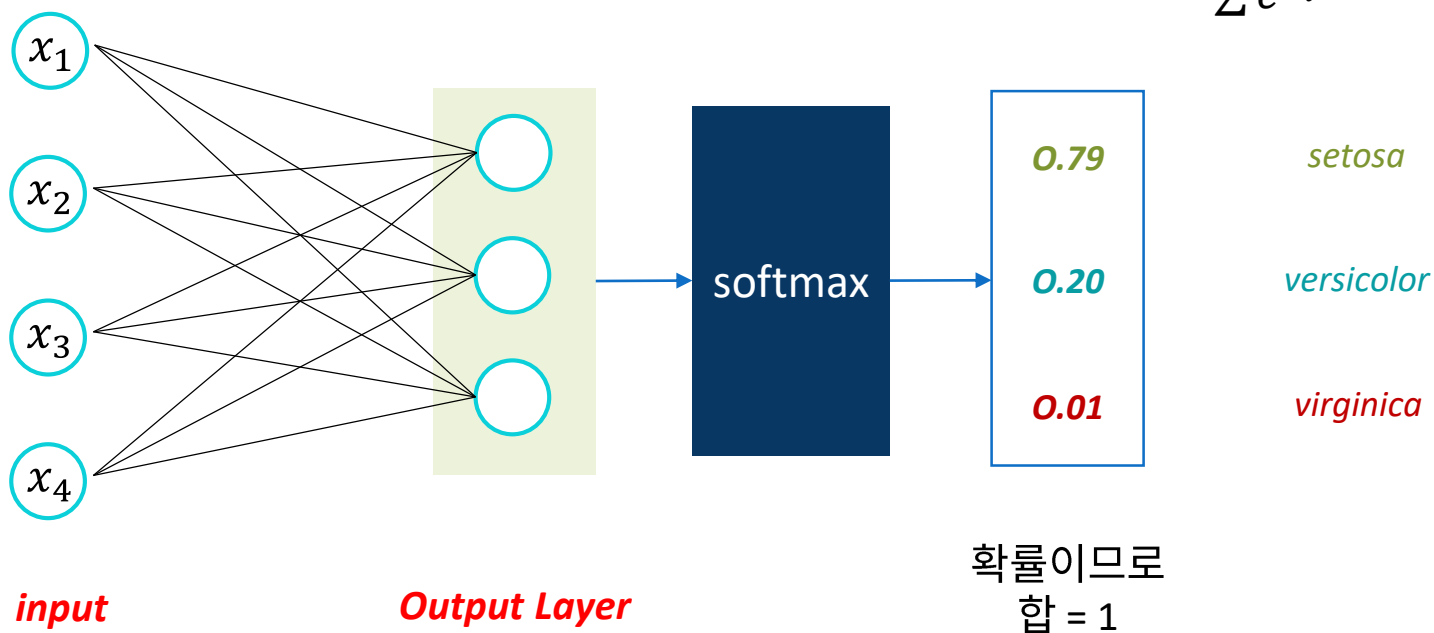 ∑ e
x₁
x₂
x₃
x₄
softmax
O.79
setosa
O.20
versicolor
O.01
virginica
확률이므로
합 = 1
input
Output Layer